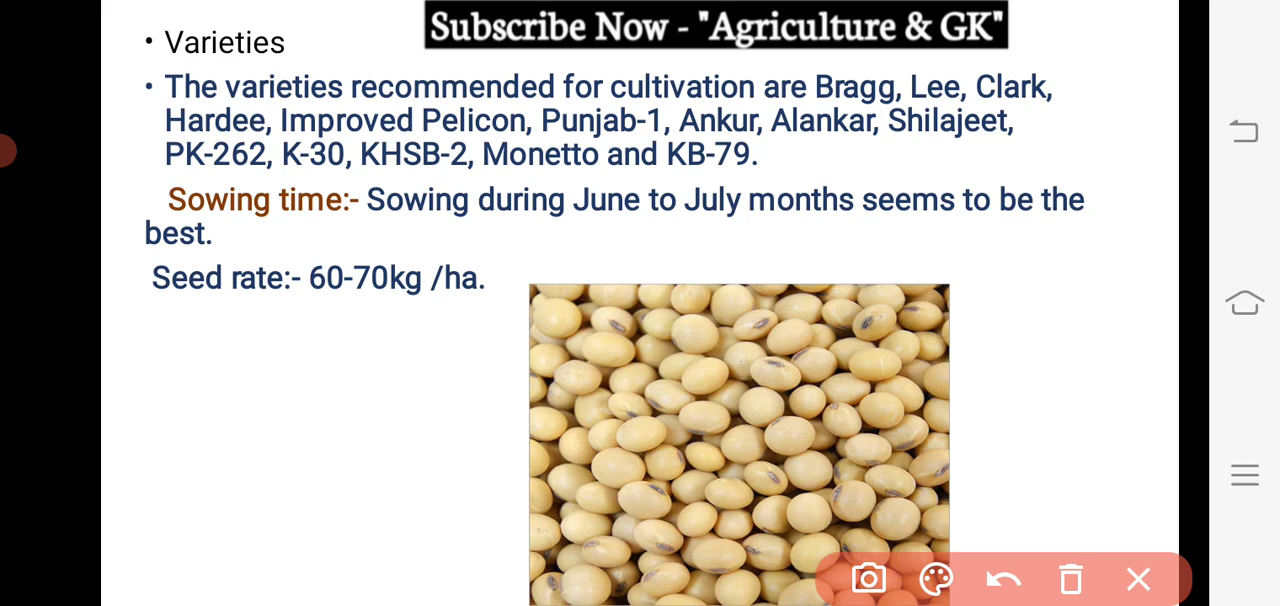 Subscribe Now - "Agriculture & GK"
• Varieties
• The varieties recommended for cultivation are Bragg, Lee, Clark,
Hardee, Improved Pelicon, Punjab-1, Ankur, Alankar, Shilajeet,
PK-262, K-30, KHSB-2, Monetto and KB-79.
Sowing time:- Sowing during June to July months seems to be the
best.
Seed rate:- 60-70kg /ha.